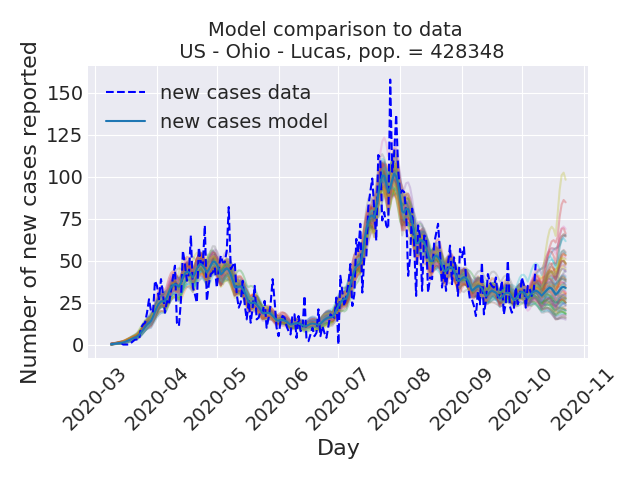 Model comparison to data
US - Ohio - Lucas, pop. = 428348
new cases data
new cases model
Number of new cases reported
150
125
100
75
50
25
0
2020-03
2020-04
2020-05
2020-06
2020-07
2020-08
2020-09
2020-10
2020-11
Day